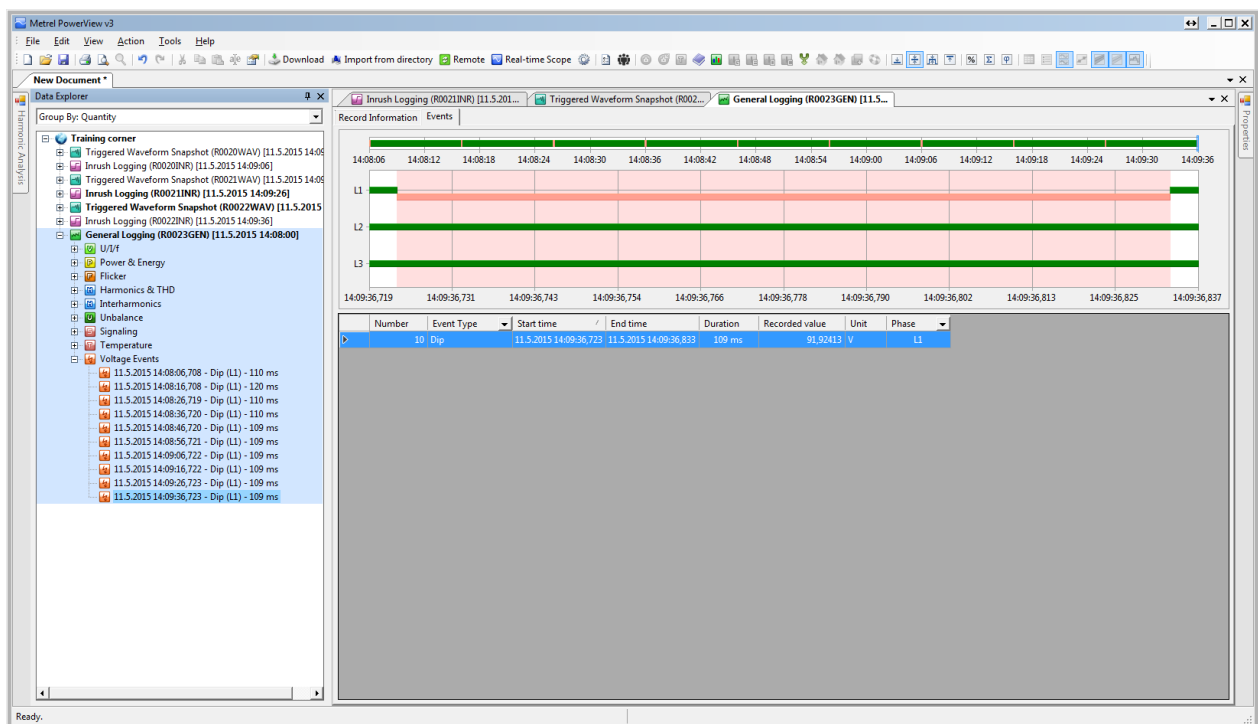 Metrel PowerView v3
File Edit View Action Tools Help
Download Import from directory Remote Real-time Scope
New Document *
Harmonic Analysis
Data Explorer
Group By: Quantity
Training corner
Triggered Waveform Snapshot (R0020WAV) [11.5.2015 14:09
Inrush Logging (R0020INR) [11.5.2015 14:09:06]
Triggered Waveform Snapshot (R0021WAV) [11.5.2015 14:09
Inrush Logging (R0021INR) [11.5.2015 14:09:26]
Triggered Waveform Snapshot (R0022WAV) [11.5.2015
Inrush Logging (R0022INR) [11.5.2015 14:09:36]
General Logging (R0023GEN) [11.5.2015 14:08:00]
U/I/f
Power & Energy
Flicker
Harmonics & THD
Interharmonics
Unbalance
Signaling
Temperature
Voltage Events
11.5.2015 14:08:06,708 - Dip (L1) - 110 ms
11.5.2015 14:08:16,708 - Dip (L1) - 120 ms
11.5.2015 14:08:26,719 - Dip (L1) - 110 ms
11.5.2015 14:08:36,720 - Dip (L1) - 110 ms
11.5.2015 14:08:46,720 - Dip (L1) - 109 ms
11.5.2015 14:08:56,721 - Dip (L1) - 109 ms
11.5.2015 14:09:06,722 - Dip (L1) - 109 ms
11.5.2015 14:09:16,722 - Dip (L1) - 109 ms
11.5.2015 14:09:26,723 - Dip (L1) - 109 ms
11.5.2015 14:09:36,723 - Dip (L1) - 109 ms
Inrush Logging (R0021INR) [11.5.201... Triggered Waveform Snapshot (R002... General Logging (R0023GEN) [11.5...
Record Information Events
14:08:06 14:08:12 14:08:18 14:08:24 14:08:30 14:08:36 14:08:42 14:08:48 14:08:54 14:09:00 14:09:06 14:09:12 14:09:18 14:09:24 14:09:30 14:09:36
L1
L2
L3
14:09:36,719 14:09:36,731 14:09:36,743 14:09:36,754 14:09:36,766 14:09:36,778 14:09:36,790 14:09:36,802 14:09:36,813 14:09:36,825 14:09:36,837
Number Event Type Start time End time Duration Recorded value Unit Phase
10 Dip 11.5.2015 14:09:36,723 11.5.2015 14:09:36,833 109 ms 91,92413 V L1
Properties
Ready.